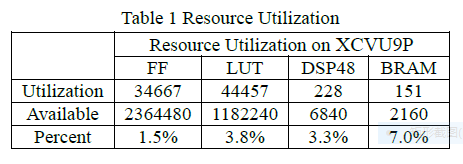 Table 1 Resource Utilization
Resource Utilization on XCVU9P
FF LUT DSP48 BRAM
Utilization 34667 44457 228 151
Available 2364480 1182240 6840 2160
Percent 1.5% 3.8% 3.3% 7.0%